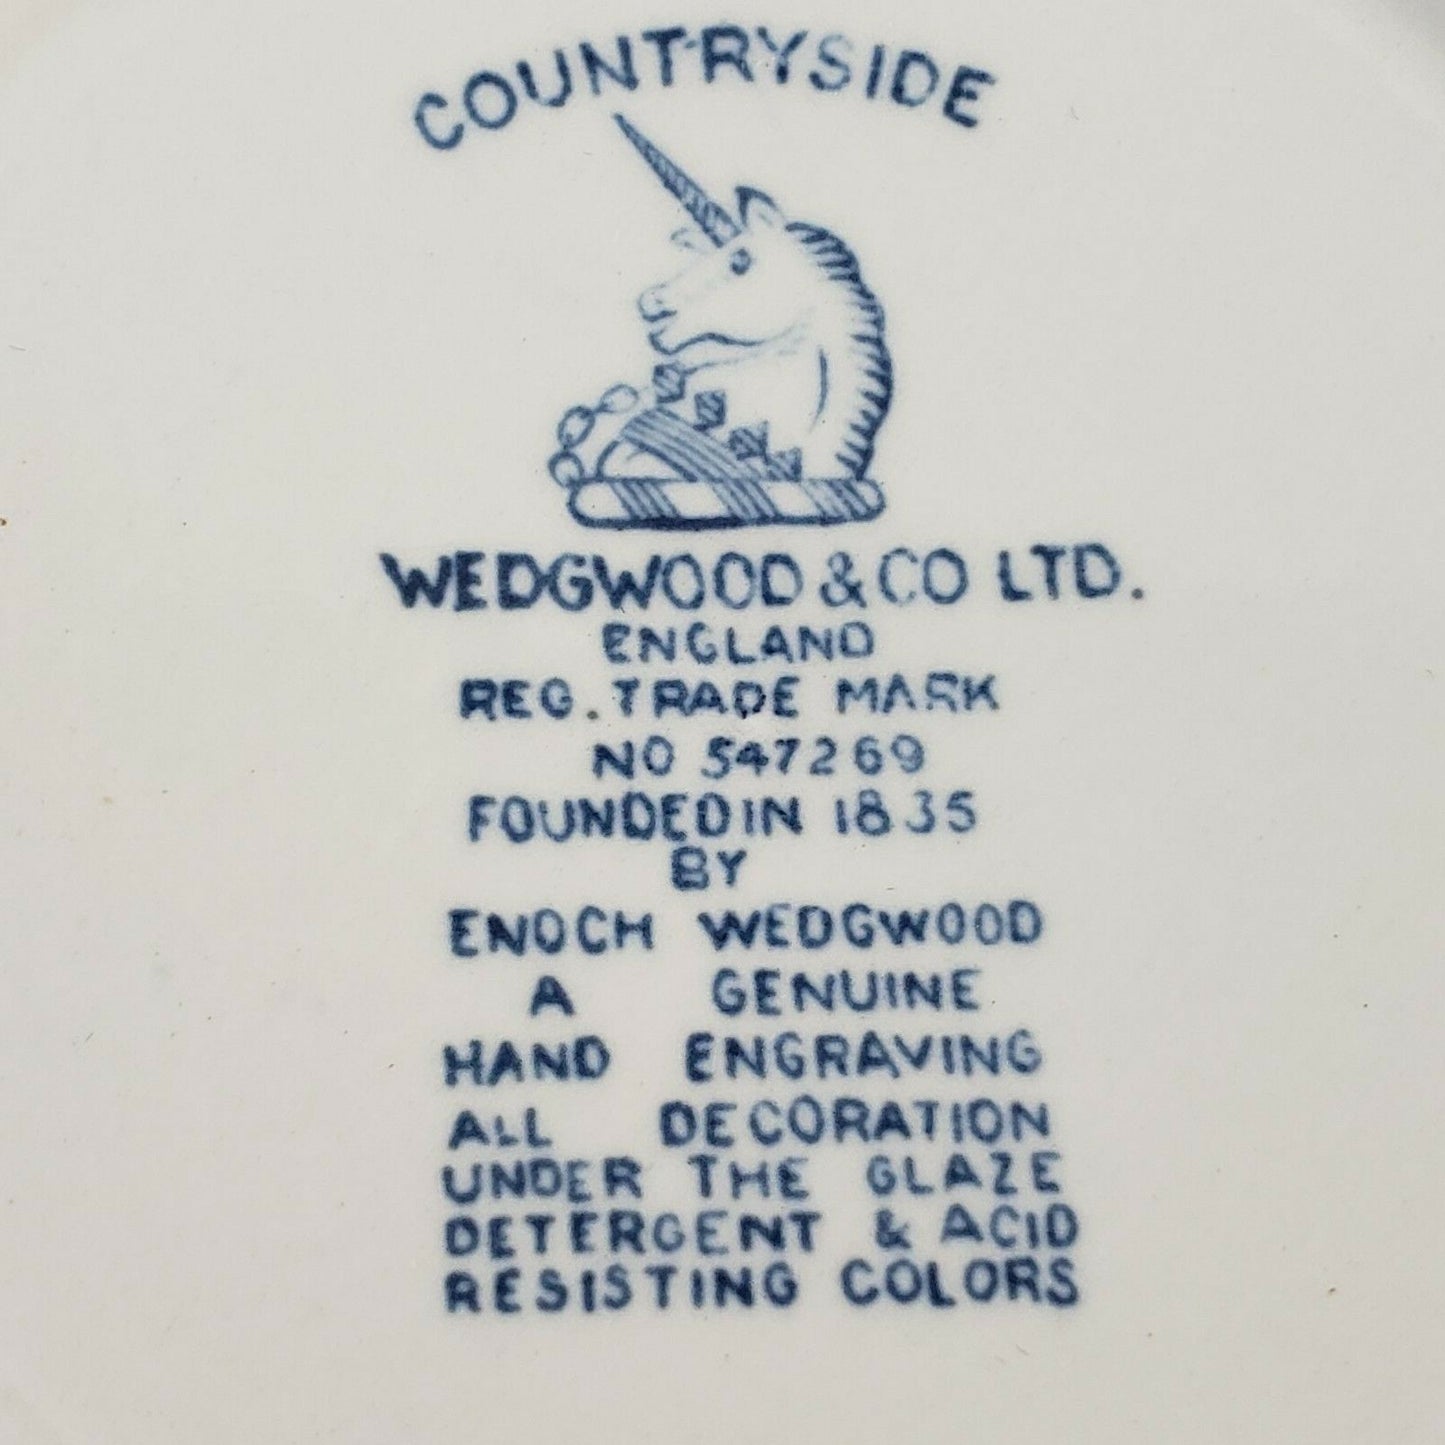 COUNTRYSIDE
WEDGWOOD & CO LTD.
ENGLAND
REG. TRADE MARK
NO 547269
FOUNDED IN 1835
BY
ENOCH WEDGWOOD
A GENUINE
HAND ENGRAVING
ALL DECORATION
UNDER THE GLAZE
DETERGENT & ACID
RESISTING COLORS